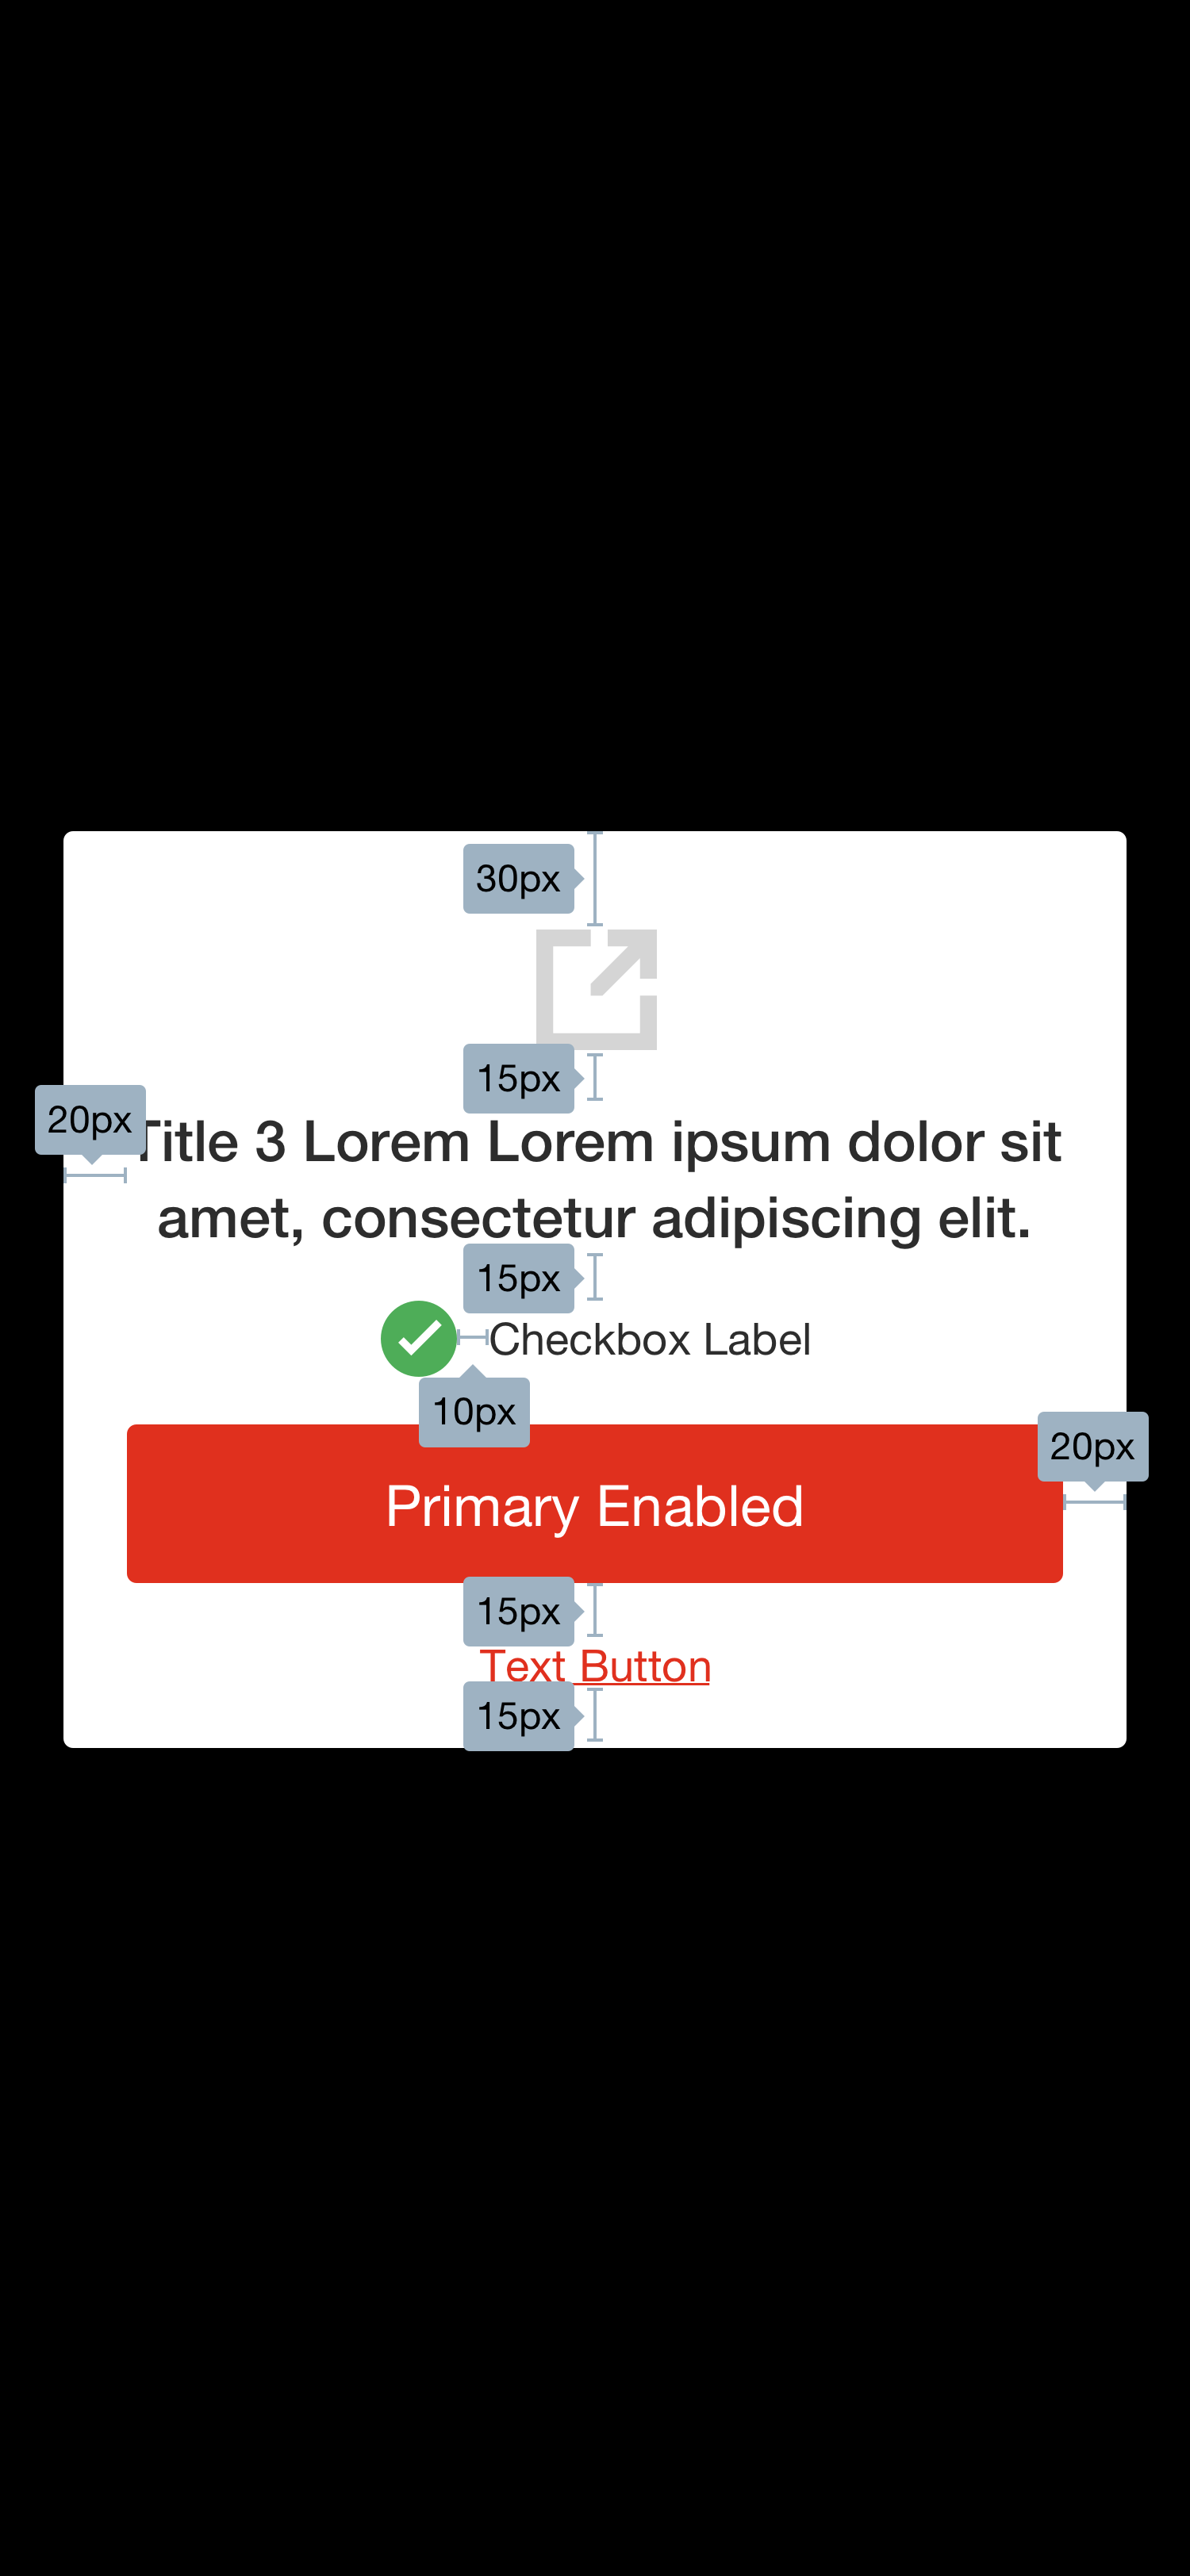 30px
15px
20px
Title 3 Lorem Lorem ipsum dolor sit
amet, consectetur adipiscing elit.
15px
Checkbox Label
10px
20px
Primary Enabled
15px
Text Button
15px